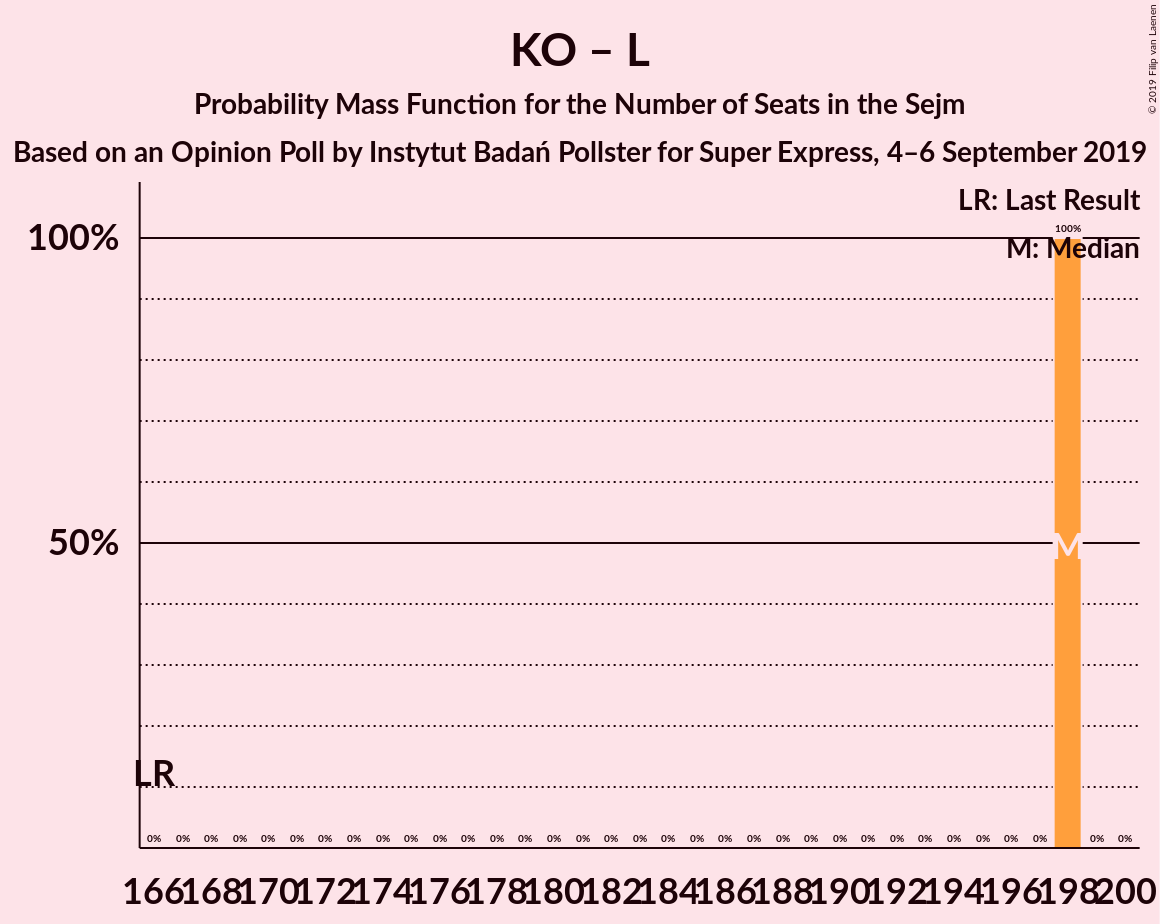 KO – L
Probability Mass Function for the Number of Seats in the Sejm
Based on an Opinion Poll by Instytut Badań Pollster for Super Express, 4–6 September 2019
© 2019 Filip van Laenen
LR: Last Result
100%
100%
M: Median
50%
M
LR
0% 0% 0% 0% 0% 0% 0% 0% 0% 0% 0% 0% 0% 0% 0% 0% 0% 0% 0% 0% 0% 0% 0% 0% 0% 0% 0% 0% 0% 0% 0% 0% 0% 0%
166 168 170 172 174 176 178 180 182 184 186 188 190 192 194 196 198 200